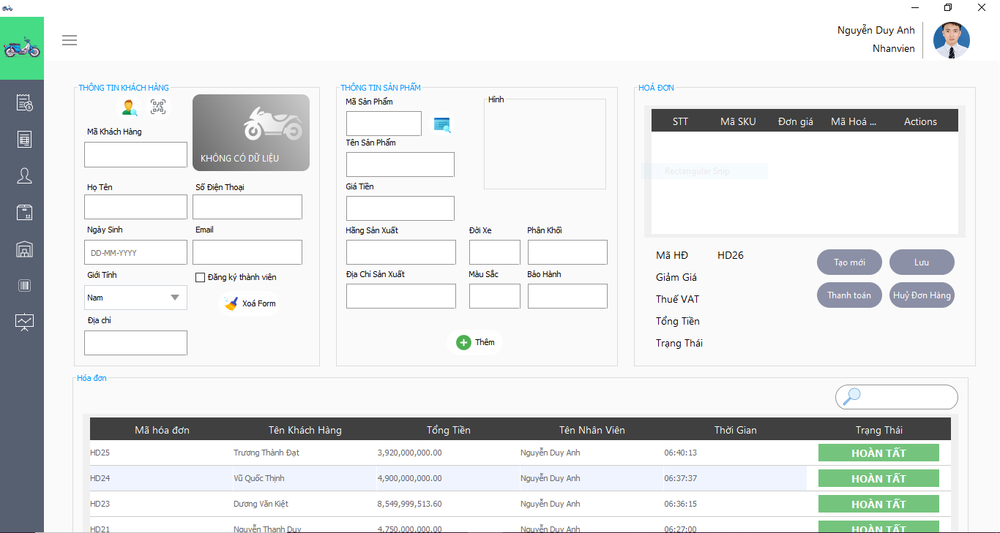 Nguyễn Duy Anh
Nhanvien
THÔNG TIN KHÁCH HÀNG
Mã Khách Hàng
KHÔNG CÓ DỮ LIỆU
Họ Tên
Số Điện Thoại
Ngày Sinh
Email
DD-MM-YYYY
Giới Tính
Đăng ký thành viên
Nam
Xoá Form
Địa chỉ
THÔNG TIN SẢN PHẨM
Mã Sản Phẩm
Hình
Tên Sản Phẩm
Giá Tiền
Hãng Sản Xuất
Đời Xe
Phân Khối
Địa Chỉ Sản Xuất
Màu Sắc
Bảo Hành
Thêm
HOÁ ĐƠN
STT Mã SKU Đơn giá Mã Hoá ... Actions
Rectangular Snip
Mã HĐ HD26
Giảm Giá
Thuế VAT
Tổng Tiền
Trạng Thái
Tạo mới Lưu
Thanh toán Huỷ Đơn Hàng
Hóa đơn
Mã hóa đơn Tên Khách Hàng Tổng Tiền Tên Nhân Viên Thời Gian Trạng Thái
HD25 Trương Thành Đạt 3,920,000,000.00 Nguyễn Duy Anh 06:40:13 HOÀN TẤT
HD24 Vũ Quốc Thịnh 4,900,000,000.00 Nguyễn Duy Anh 06:37:37 HOÀN TẤT
HD23 Dương Văn Kiệt 8,549,999,513.60 Nguyễn Duy Anh 06:36:15 HOÀN TẤT
HD21 Nguyễn Thanh Duy 4,750,000,000.00 Nguyễn Duy Anh 06:27:00 HOÀN TẤT